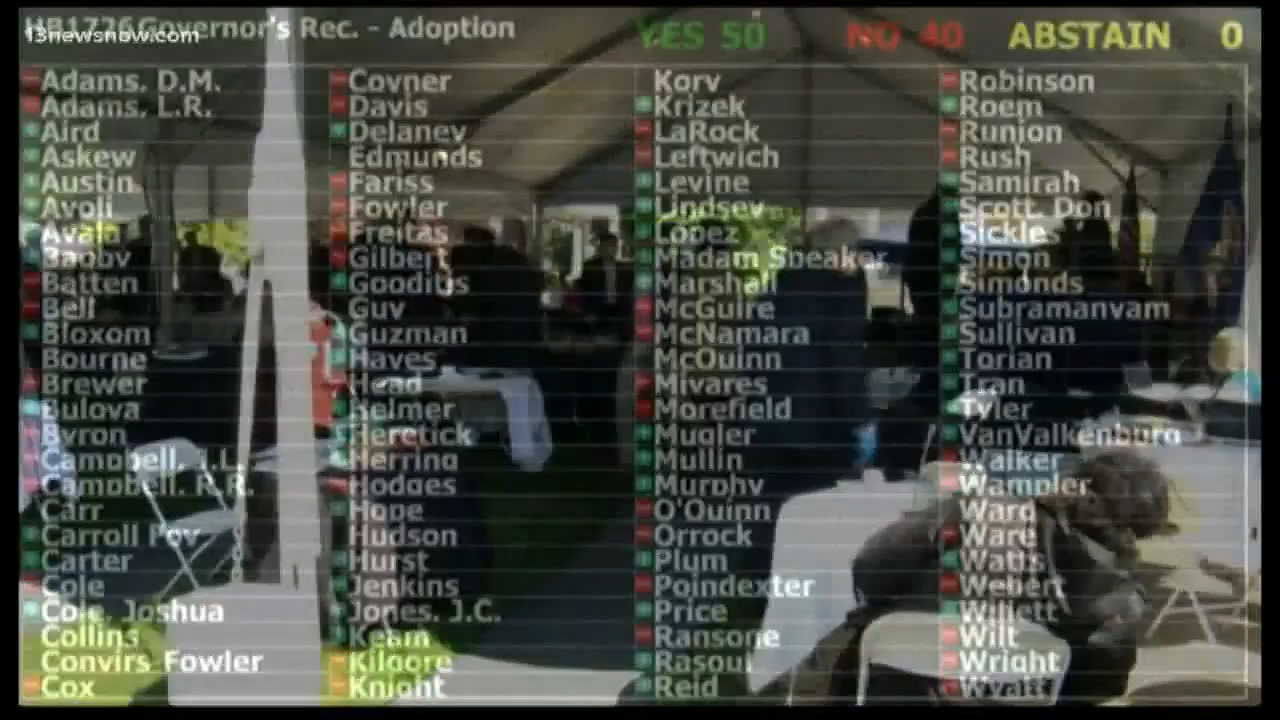 HB1726 Governor's Rec. - Adoption YES 50 NO 40 ABSTAIN 0
13newsnow.com
Adams, D.M.
Adams, L.R.
Aird
Askew
Austin
Avoli
Ayala
Bagby
Batten
Bell
Bloxom
Bourne
Brewer
Bulova
Byron
Campbell, J.L.
Campbell, R.R.
Carr
Carroll Foy
Carter
Cole
Cole, Joshua
Collins
Convirs Fowler
Cox
Coyner
Davis
Delaney
Edmunds
Fariss
Fowler
Freitas
Gilbert
Gooditis
Guy
Guzman
Hayes
Head
Helmer
Heretick
Herring
Hodges
Hope
Hudson
Hurst
Jenkins
Jones, J.C.
Keam
Kilgore
Knight
Kory
Krizek
LaRock
Leftwich
Levine
Lindsey
Lopez
Madam Speaker
Marshall
McGuire
McNamara
McQuinn
Miyares
Morefield
Mugler
Mullin
Murphy
O'Quinn
Orrock
Plum
Poindexter
Price
Ransone
Rasoul
Reid
Robinson
Roem
Runion
Rush
Samirah
Scott, Don
Sickles
Simon
Simonds
Subramanyam
Sullivan
Torian
Tran
Tyler
VanValkenburg
Walker
Wampler
Ward
Ware
Watts
Webert
Willett
Wilt
Wright
Wyatt